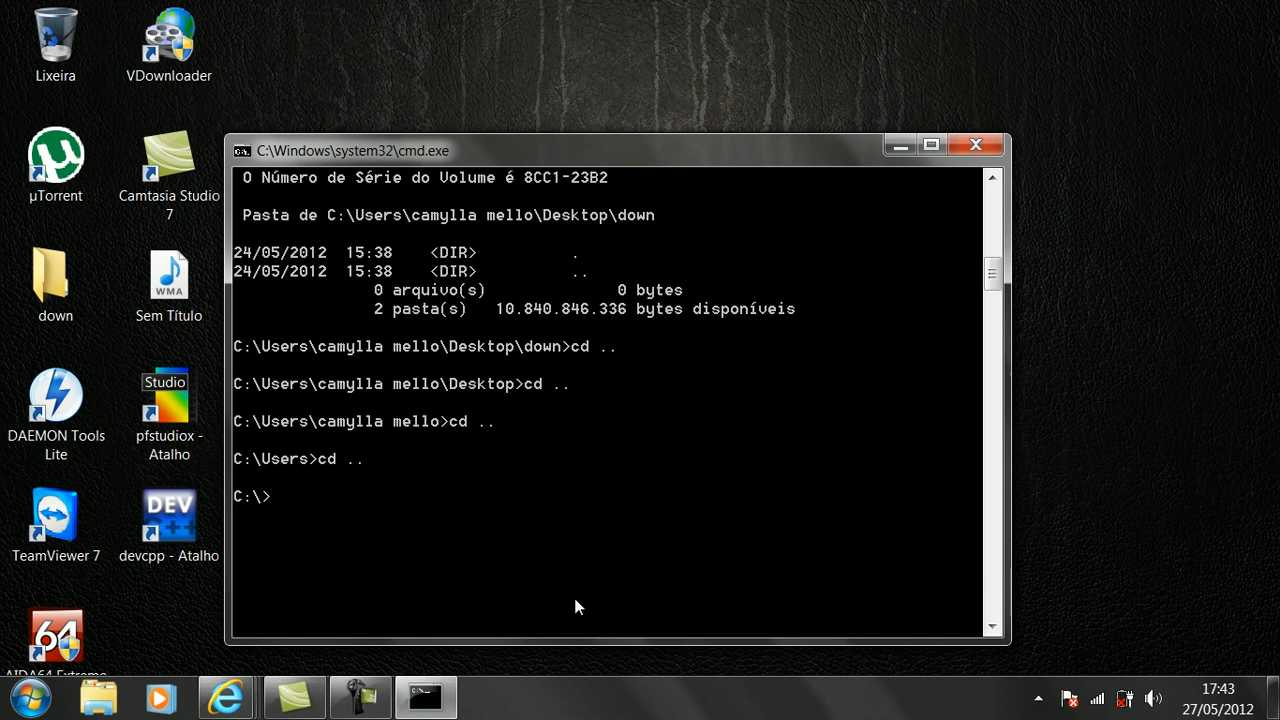 Lixeira
VDownloader
µTorrent
Camtasia Studio
7
down
WMA
Sem Título
DAEMON Tools
Lite
Studio
pfstudiox -
Atalho
TeamViewer 7
DEV
C++
devcpp - Atalho
64
AIDA64 Extreme
C:\Windows\system32\cmd.exe
O Número de Série do Volume é 8CC1-23B2
Pasta de C:\Users\camylla mello\Desktop\down
24/05/2012  15:38    <DIR>          .
24/05/2012  15:38    <DIR>          ..
0 arquivo(s)              0 bytes
2 pasta(s)   10.840.846.336 bytes disponíveis
C:\Users\camylla mello\Desktop\down>cd ..
C:\Users\camylla mello\Desktop>cd ..
C:\Users\camylla mello>cd ..
C:\Users>cd ..
C:\>
17:43
27/05/2012